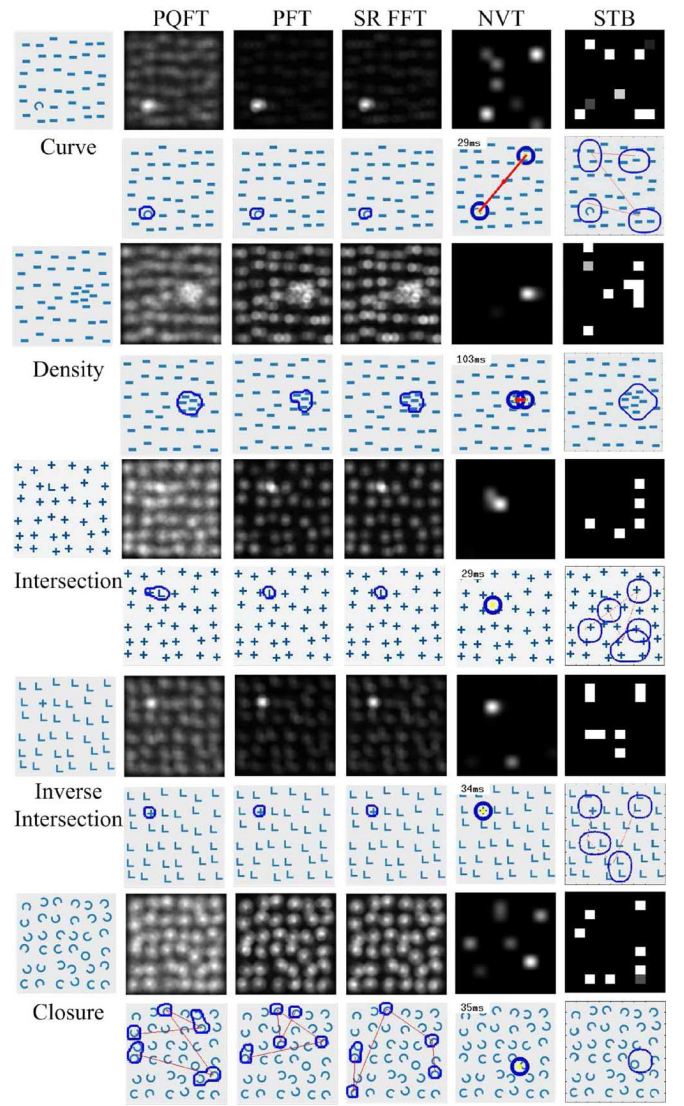 PQFT PFT SR FFT NVT STB
Curve
29ms
Density
103ms
Intersection
29ms
Inverse
Intersection
34ms
Closure
35ms